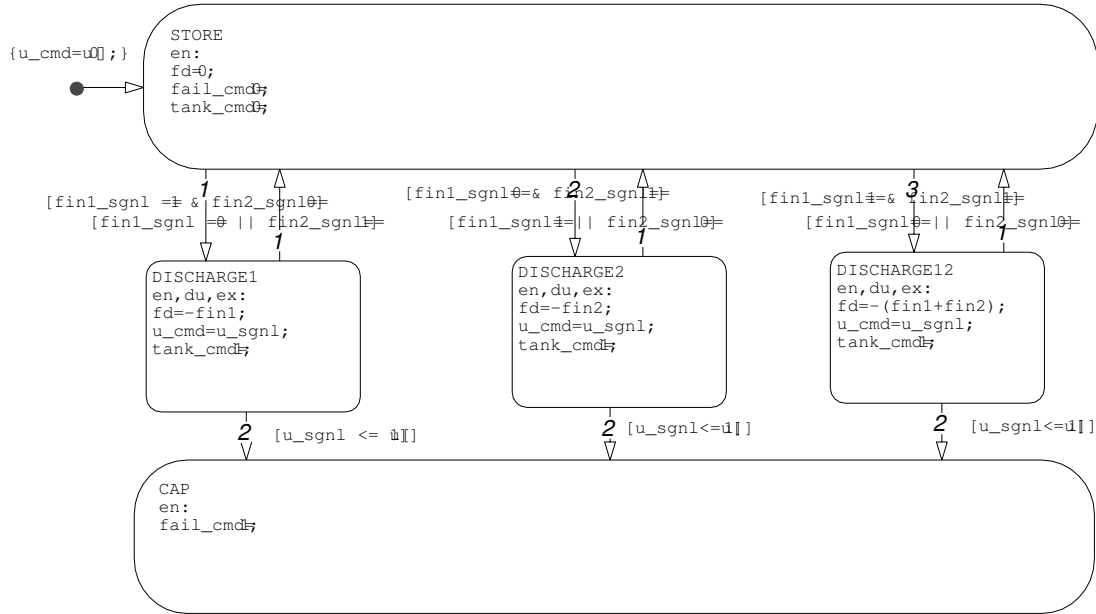 STORE
en:
fd=0;
fail_cmd=0;
tank_cmd=0;
{u_cmd=u[0];}
1
2
3
[fin1_sgnl ==1 & fin2_sgnl==0]
[fin1_sgnl==0 & fin2_sgnl==1]
[fin1_sgnl==1 & fin2_sgnl==1]
[fin1_sgnl ==0 || fin2_sgnl==1]
[fin1_sgnl==1 || fin2_sgnl==0]
[fin1_sgnl==0 || fin2_sgnl==0]
1
1
1
DISCHARGE1
en,du,ex:
fd=-fin1;
u_cmd=u_sgnl;
tank_cmd=1;
DISCHARGE2
en,du,ex:
fd=-fin2;
u_cmd=u_sgnl;
tank_cmd=1;
DISCHARGE12
en,du,ex:
fd=-(fin1+fin2);
u_cmd=u_sgnl;
tank_cmd=1;
2
[u_sgnl <= u[1]]
2
[u_sgnl<=u[1]]
2
[u_sgnl<=u[1]]
CAP
en:
fail_cmd=1;